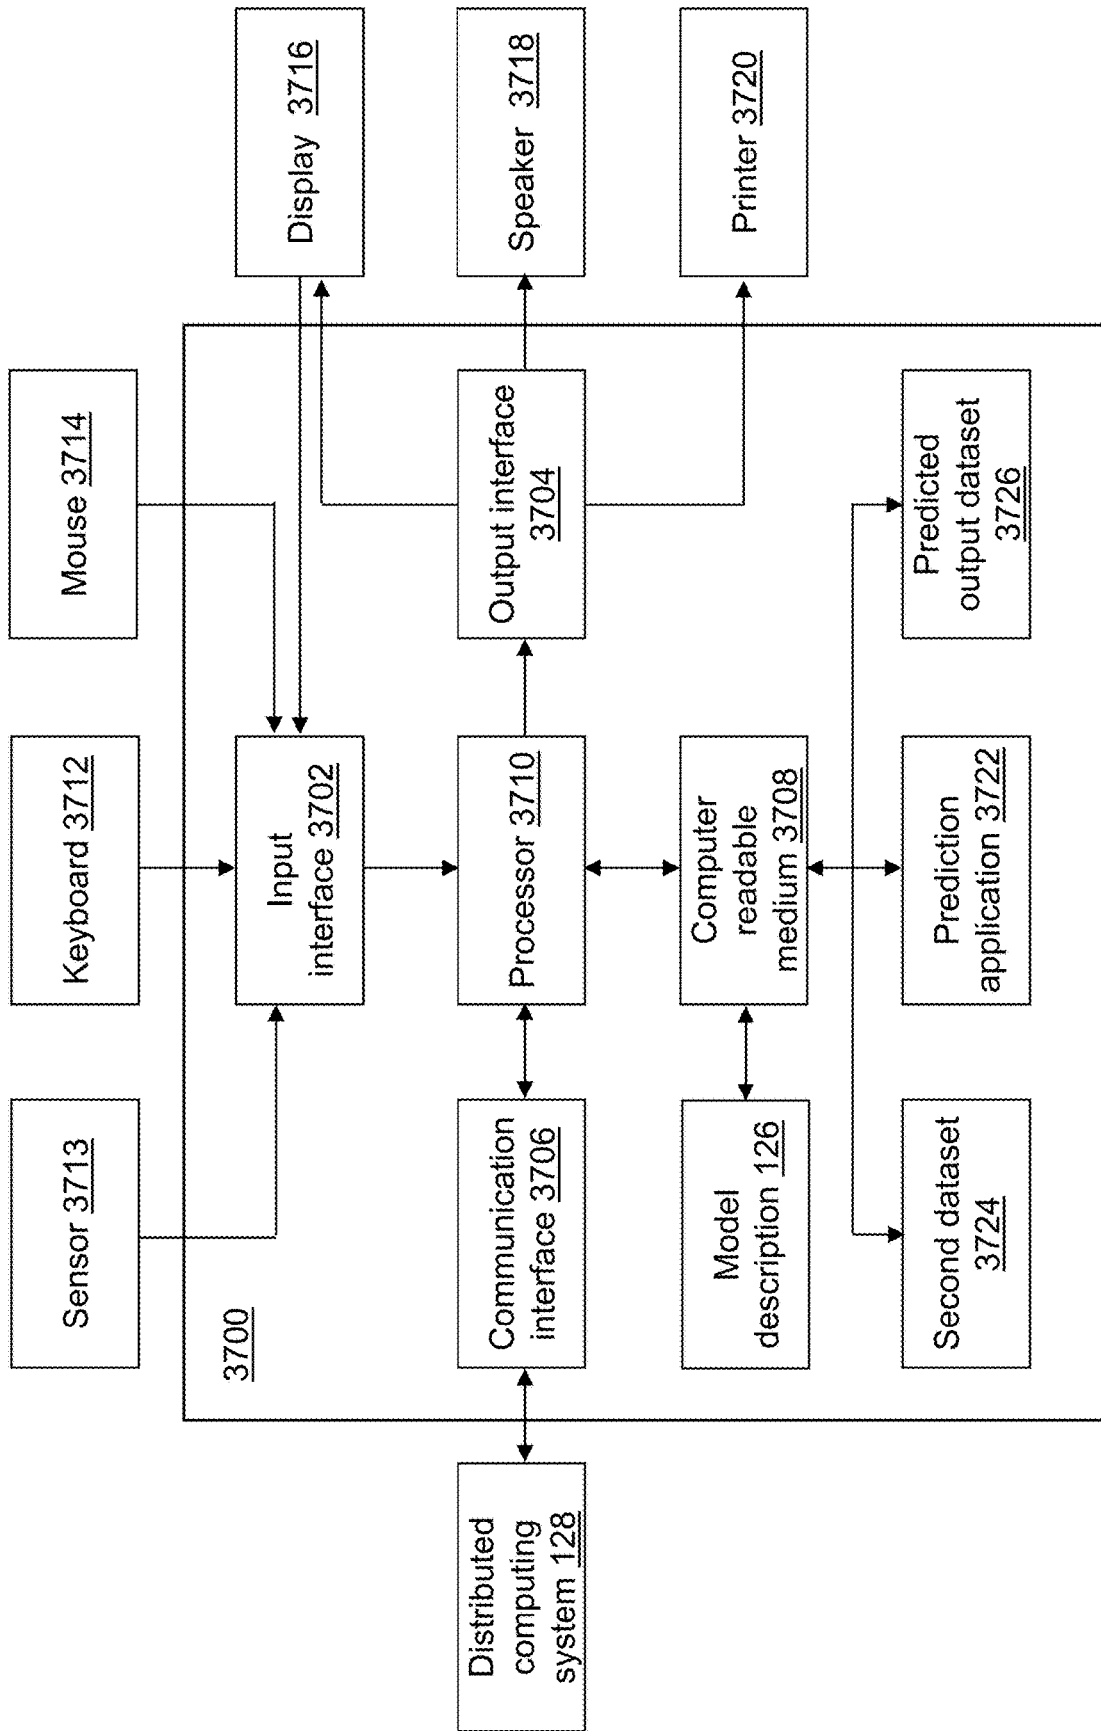 Sensor 3713
Keyboard 3712
Mouse 3714
3700
Input
interface 3702
Display 3716
Distributed
computing
system 128
Communication
interface 3706
Processor 3710
Output interface
3704
Speaker 3718
Model
description 126
Computer
readable
medium 3708
Printer 3720
Second dataset
3724
Prediction
application 3722
Predicted
output dataset
3726